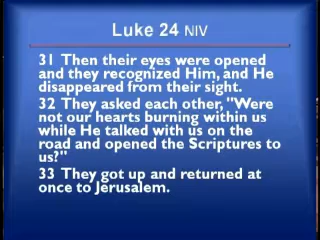 Luke 24 NIV
31 Then their eyes were opened
and they recognized Him, and He
disappeared from their sight.
32 They asked each other, "Were
not our hearts burning within us
while He talked with us on the
road and opened the Scriptures to
us?"
33 They got up and returned at
once to Jerusalem.